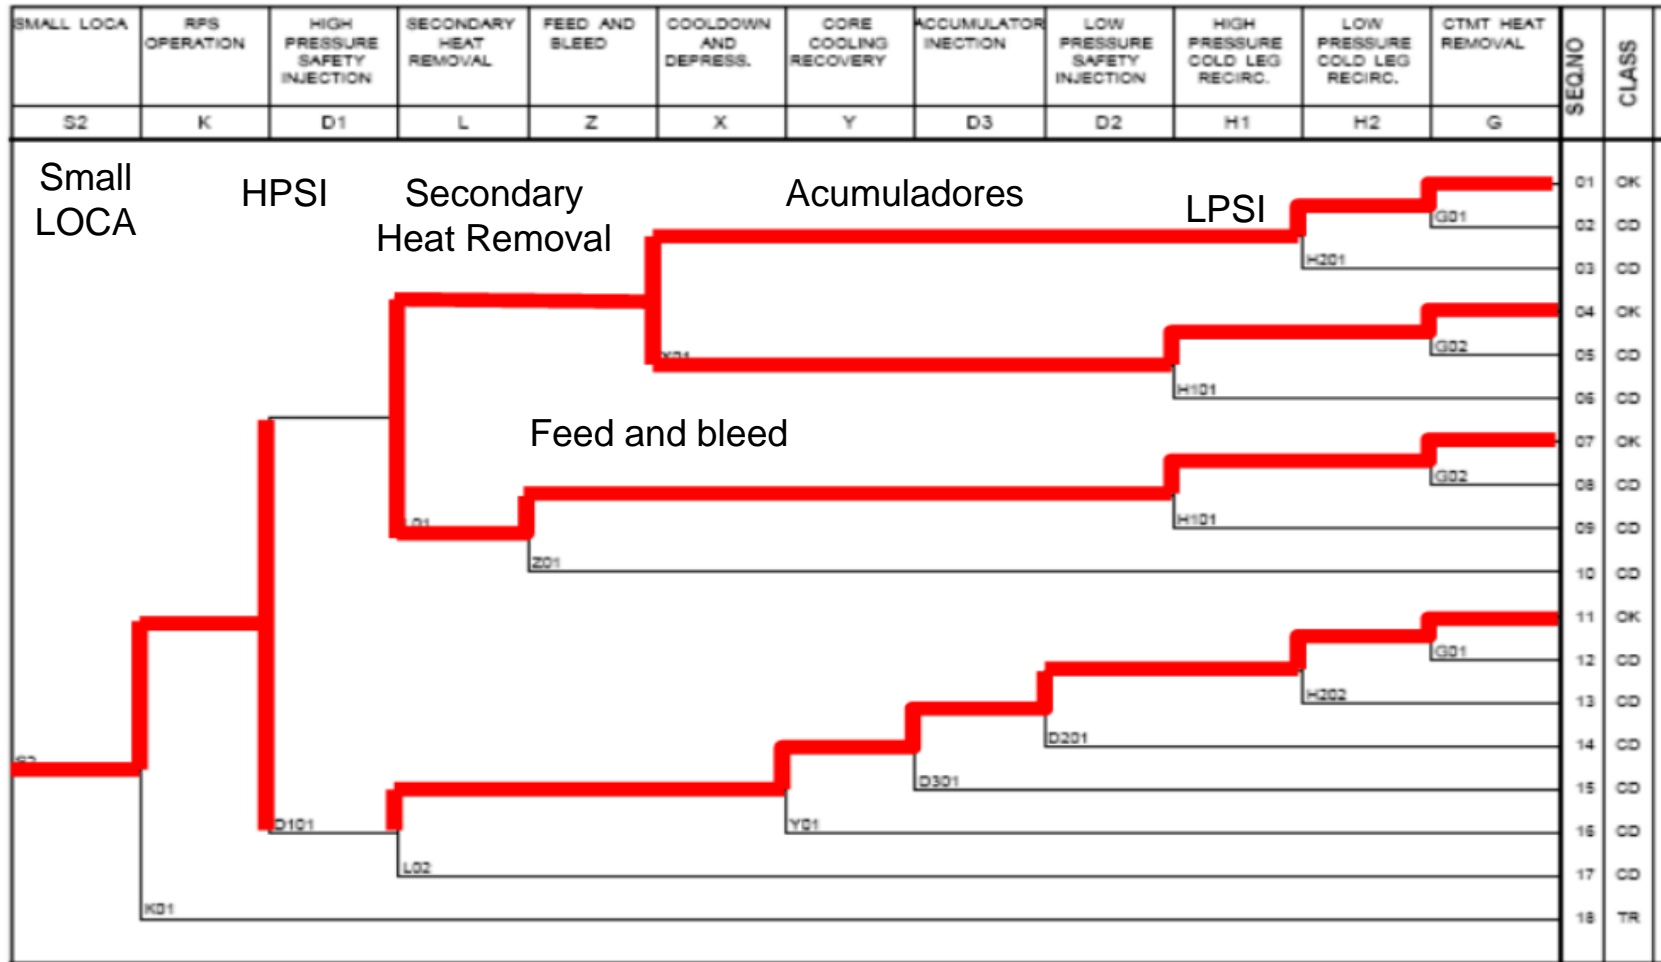 SMALL LOCA
RPS
OPERATION
HIGH
PRESSURE
SAFETY
INJECTION
SECONDARY
HEAT
REMOVAL
FEED AND
BLEED
COOLDOWN
AND
DEPRESS.
CORE
COOLING
RECOVERY
ACCUMULATOR
INECTION
LOW
PRESSURE
SAFETY
INJECTION
HIGH
PRESSURE
COLD LEG
RECIRC.
LOW
PRESSURE
COLD LEG
RECIRC.
CTMT HEAT
REMOVAL
SEQ.NO
CLASS
S2 K D1 L Z X Y D3 D2 H1 H2 G
Small
LOCA
HPSI
Secondary
Heat Removal
Acumuladores
LPSI
01 OK
G01
02 CD
H201
03 CD
04 OK
G02
05 CD
X01
H101
06 CD
Feed and bleed
07 OK
G02
08 CD
H101
09 CD
L01
Z01
10 CD
11 OK
G01
12 CD
H202
13 CD
D201
14 CD
S2
D301
15 CD
D101
Y01
16 CD
L02
17 CD
K01
18 TR